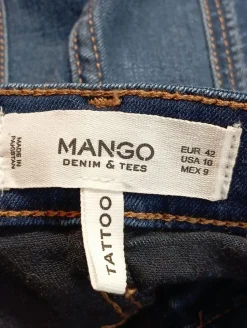 MANGO
DENIM & TEES
EUR 42
USA 10
MEX 9
MADE IN
PAKISTAN
TATTOO